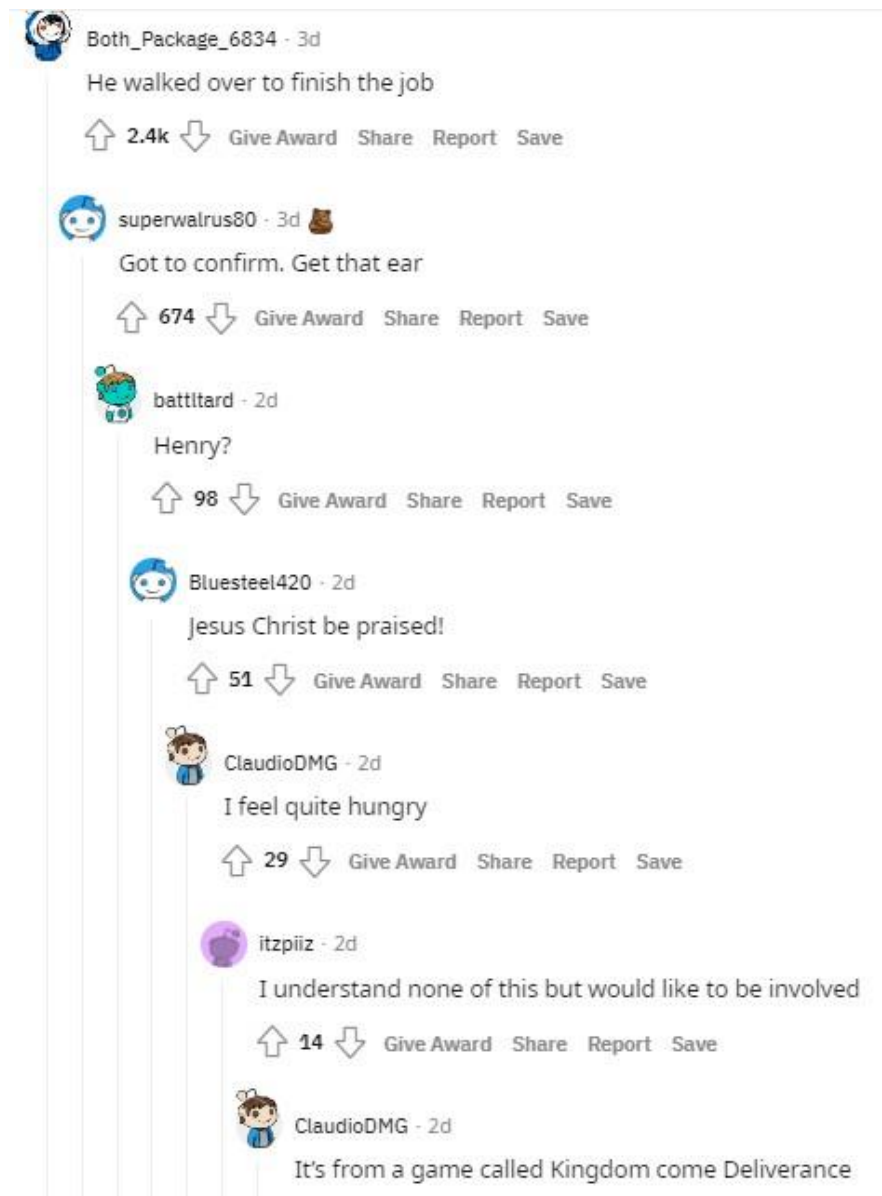 Both_Package_6834 · 3d
He walked over to finish the job
2.4k Give Award Share Report Save
superwalrus80 · 3d
Got to confirm. Get that ear
674 Give Award Share Report Save
battltard · 2d
Henry?
98 Give Award Share Report Save
Bluesteel420 · 2d
Jesus Christ be praised!
51 Give Award Share Report Save
ClaudioDMG · 2d
I feel quite hungry
29 Give Award Share Report Save
itzpiiz · 2d
I understand none of this but would like to be involved
14 Give Award Share Report Save
ClaudioDMG · 2d
It's from a game called Kingdom come Deliverance